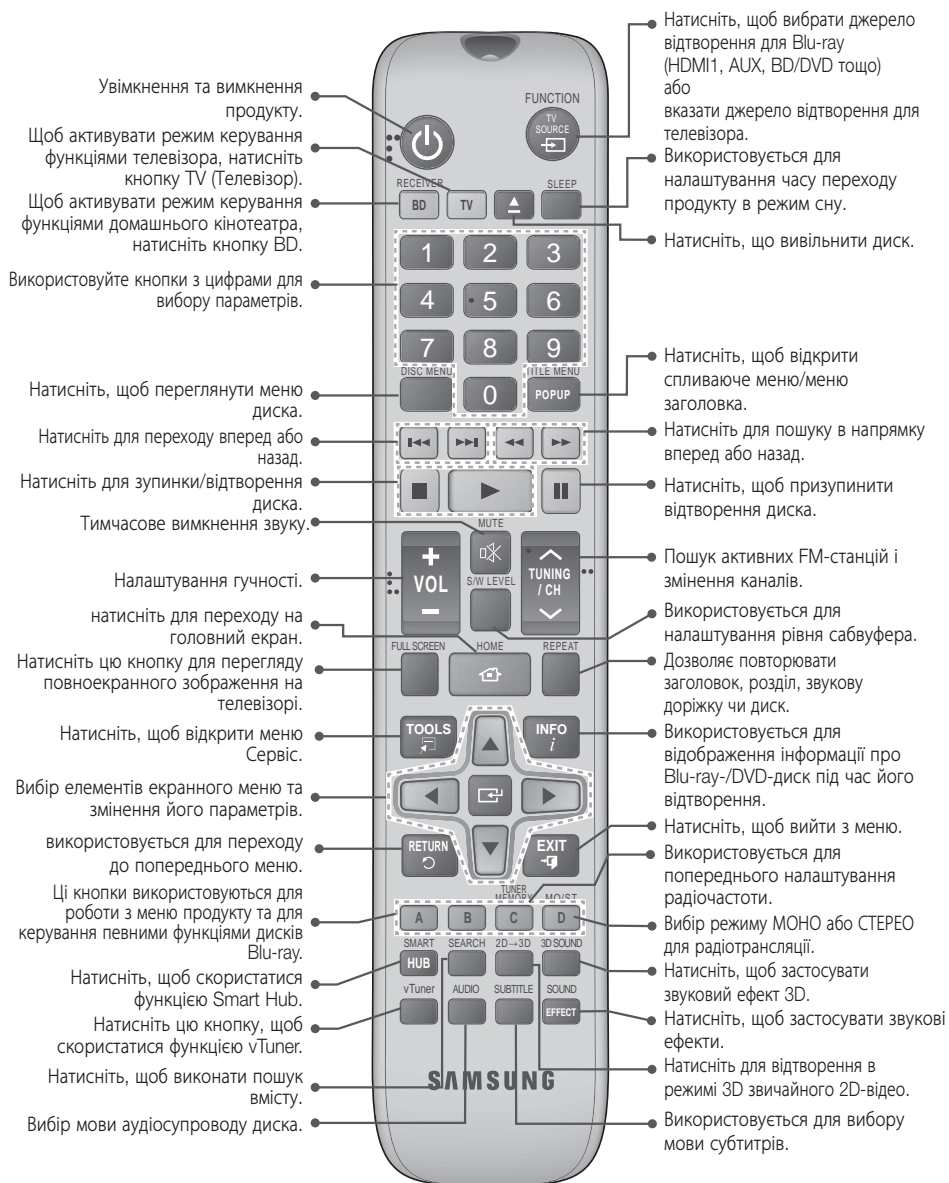 Увімкнення та вимкнення
продукту.
Щоб активувати режим керування
функціями телевізора, натисніть
кнопку TV (Телевізор).
Щоб активувати режим керування
функціями домашнього кінотеатра,
натисніть кнопку BD.
Використовуйте кнопки з цифрами для
вибору параметрів.
Натисніть, щоб переглянути меню
диска.
Натисніть для переходу вперед або
назад.
Натисніть для зупинки/відтворення
диска.
Тимчасове вимкнення звуку.
Налаштування гучності.
натисніть для переходу на
головний екран.
Натисніть цю кнопку для перегляду
повноекранного зображення на
телевізорі.
Натисніть, щоб відкрити меню
Сервіс.
Вибір елементів екранного меню та
змінення його параметрів.
використовується для переходу
до попереднього меню.
Ці кнопки використовуються для
роботи з меню продукту та для
керування певними функціями дисків
Blu-ray.
Натисніть, щоб скористатися
функцією Smart Hub.
Натисніть цю кнопку, щоб
скористатися функцією vTuner.
Натисніть, щоб виконати пошук
вмісту.
Вибір мови аудіосупроводу диска.
FUNCTION
TV
SOURCE
RECEIVER
SLEEP
BD
TV
1 2 3
4 5 6
7 8 9
DISC MENU
TITLE MENU
0
POPUP
MUTE
+
VOL
−
TUNING
/ CH
S/W LEVEL
FULL SCREEN
HOME
REPEAT
TOOLS
INFO
i
RETURN
EXIT
TUNER
MEMORY
MO/ST
A B C D
SMART
SEARCH
2D→3D
3D SOUND
HUB
vTuner
AUDIO
SUBTITLE
SOUND
EFFECT
SAMSUNG
Натисніть, щоб вибрати джерело
відтворення для Blu-ray
(HDMI1, AUX, BD/DVD тощо)
або
вказати джерело відтворення для
телевізора.
Використовується для
налаштування часу переходу
продукту в режим сну.
Натисніть, що вивільнити диск.
Натисніть, щоб відкрити
спливаюче меню/меню
заголовка.
Натисніть для пошуку в напрямку
вперед або назад.
Натисніть, щоб призупинити
відтворення диска.
Пошук активних FM-станцій і
змінення каналів.
Використовується для
налаштування рівня сабвуфера.
Дозволяє повторювати
заголовок, розділ, звукову
доріжку чи диск.
Використовується для
відображення інформації про
Blu-ray-/DVD-диск під час його
відтворення.
Натисніть, щоб вийти з меню.
Використовується для
попереднього налаштування
радіочастоти.
Вибір режиму МОНО або СТЕРЕО
для радіотрансляції.
Натисніть, щоб застосувати
звуковий ефект 3D.
Натисніть, щоб застосувати звукові
ефекти.
Натисніть для відтворення в
режимі 3D звичайного 2D-відео.
Використовується для вибору
мови субтитрів.